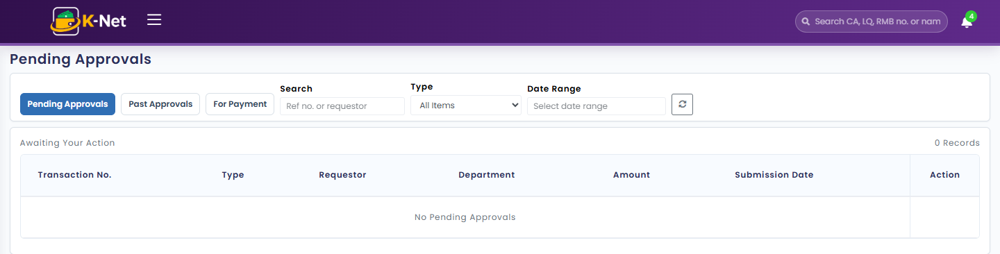 K-Net
Search CA, LQ, RMB no. or nam
4
Pending Approvals
Pending Approvals
Past Approvals
For Payment
Search
Ref no. or requestor
Type
All Items
Date Range
Select date range
Awaiting Your Action
0 Records
Transaction No.
Type
Requestor
Department
Amount
Submission Date
Action
No Pending Approvals